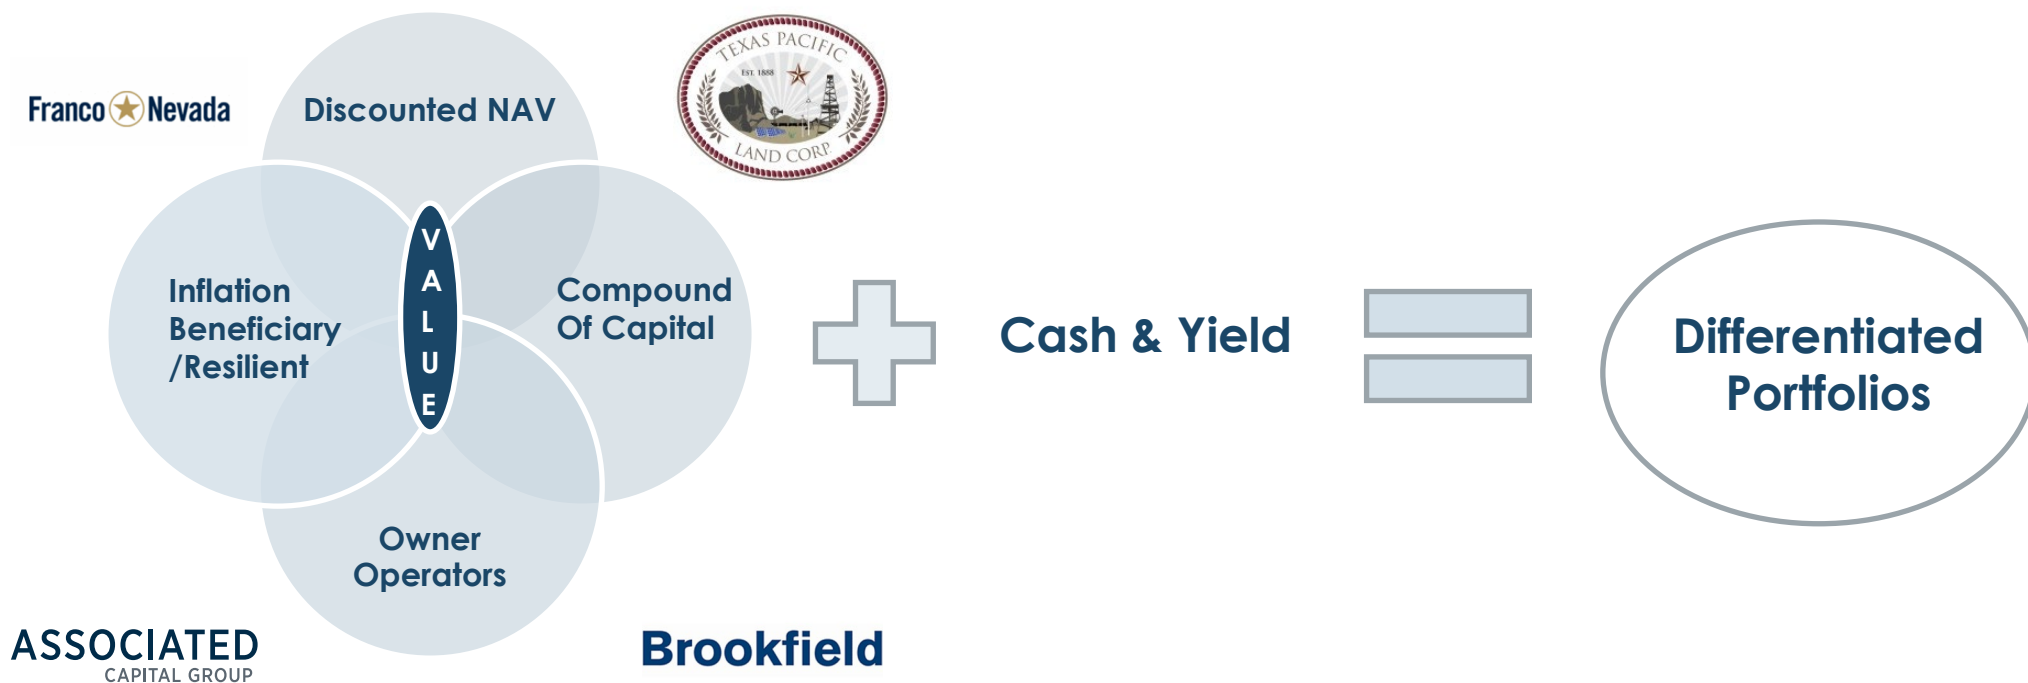 Franco Nevada
Discounted NAV
TEXAS PACIFIC
EST. 1888
LAND CORP.
Inflation
Beneficiary
/Resilient
V
A
L
U
E
Compound
Of Capital
Owner
Operators
Cash & Yield
Differentiated
Portfolios
ASSOCIATED
CAPITAL GROUP
Brookfield